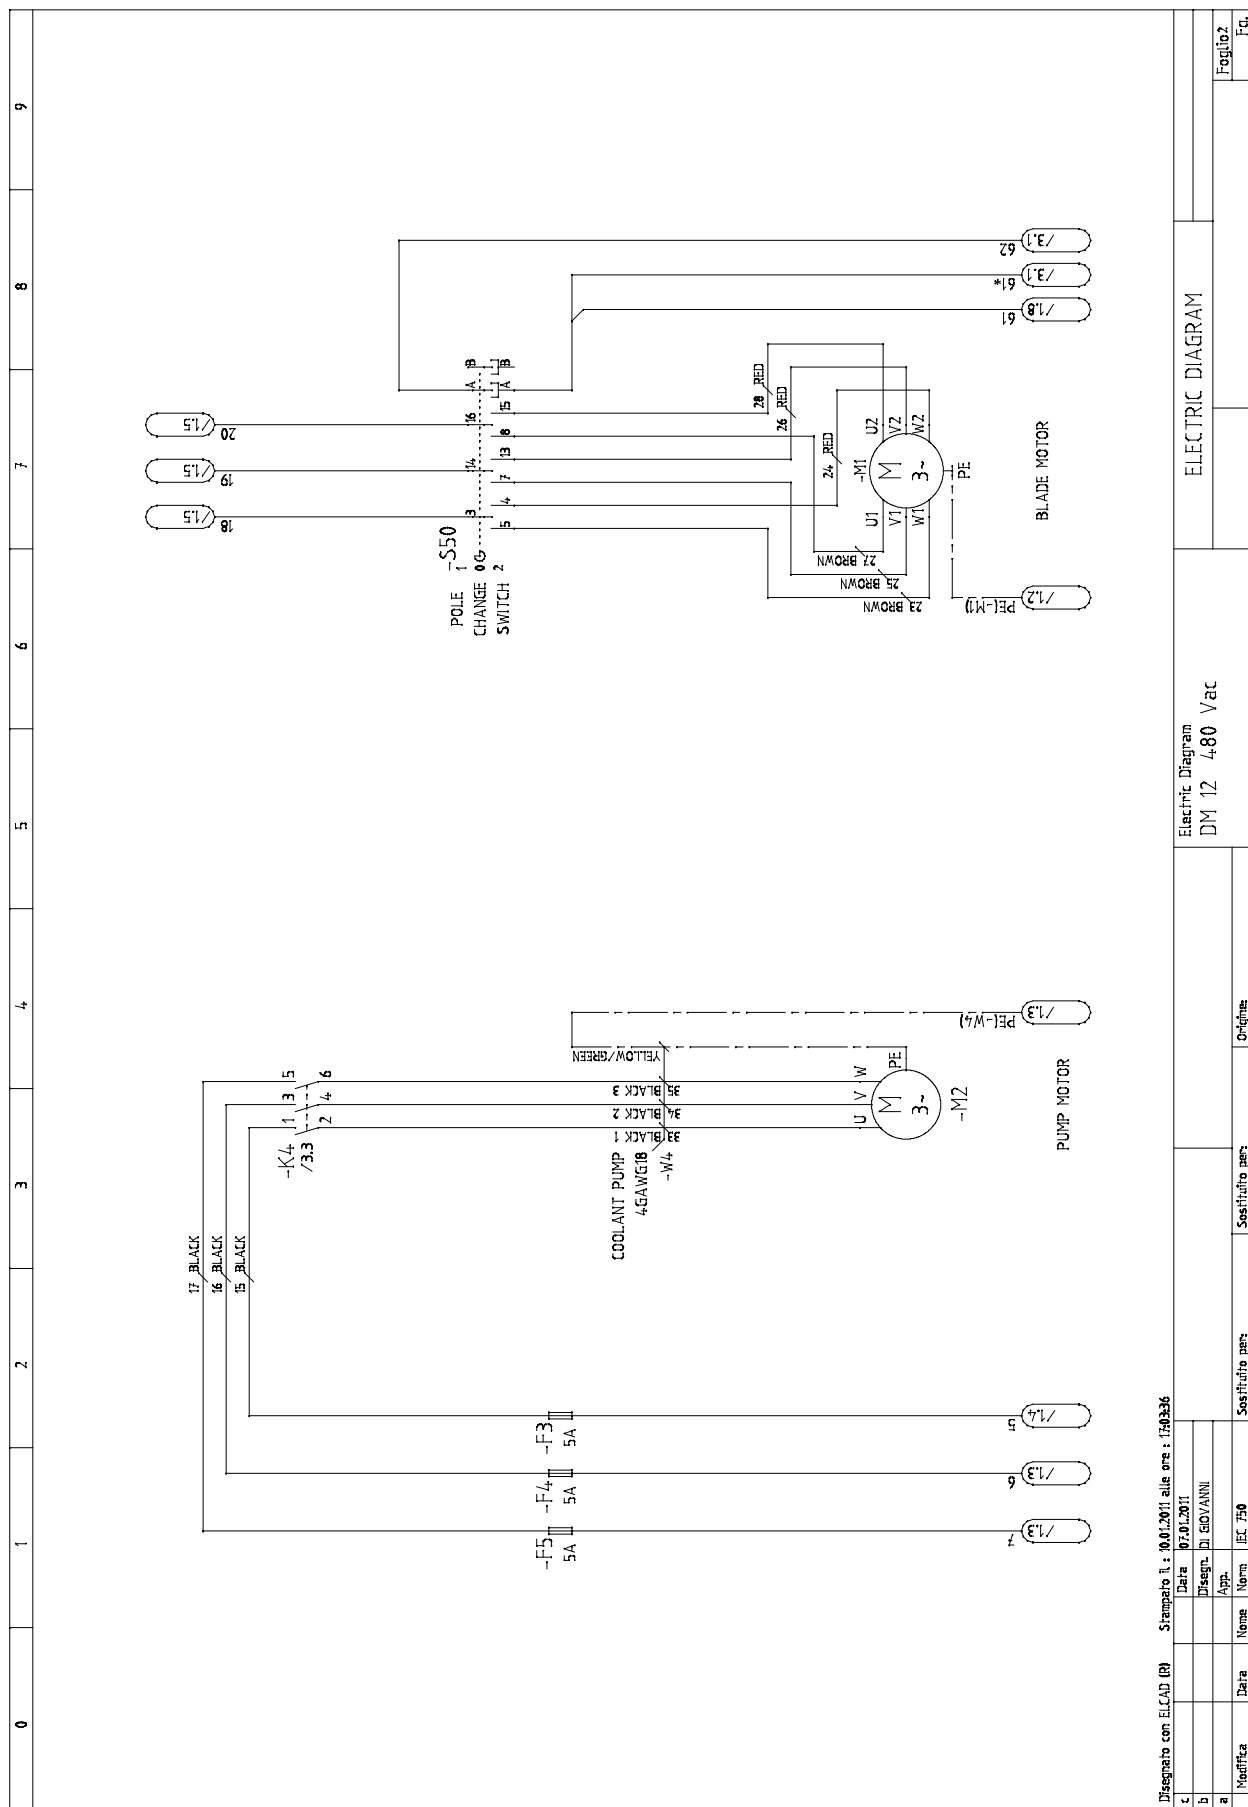 0 1 2 3 4 5 6 7 8 9
17 BLACK
16 BLACK
15 BLACK
-K4
/3.3
1 3 5
2 4 6
-F5
5A
-F4
5A
-F3
5A
7
/1.3
6
/1.3
5
/1.4
COOLANT PUMP
4GAWG18
-W4
33 BLACK 1
34 BLACK 2
35 BLACK 3
YELLOW/GREEN
U V W PE
M
3~
-M2
PE(-W4)
/1.3
PUMP MOTOR
/1.5
18
/1.5
19
/1.5
20
-S50
POLE 1
CHANGE 0
SWITCH 2
3 14 16 A B
5 4 7 13 8 15 A B
28 RED
26 RED
24 RED
27 BROWN
25 BROWN
23 BROWN
-M1
U1 U2
V1 V2
W1 W2
M
3~
PE
PE(-M1)
/1.2
BLADE MOTOR
61
/1.8
61*
/3.1
62
/3.1
Disegnato con ELCAD (R) Stampato il : 10.01.2011 alle ore : 17:03:36
c Data 07.01.2011
b Disegn. DI GIOVANNI
a App.
Modifica Data Nome Norm IEC 750
Sostituito per:
Sostituito per:
Origine:
Electric Diagram
DM 12 480 Vac
ELECTRIC DIAGRAM
Foglio2
Fg.